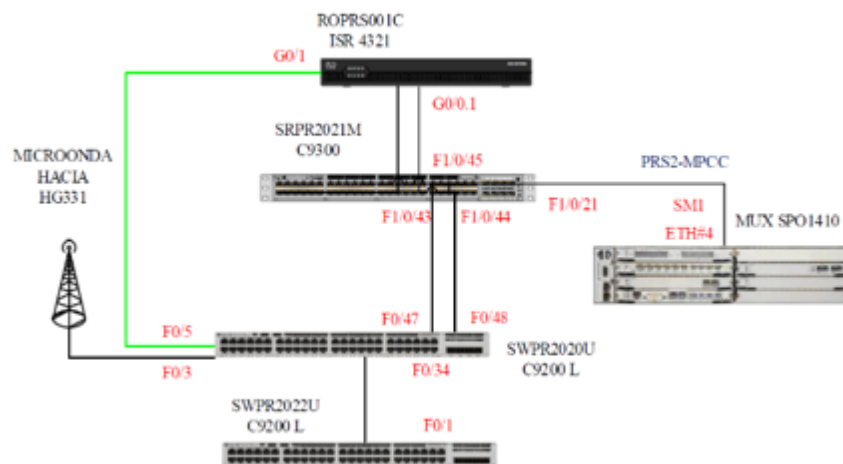 ROPRS001C
ISR 4321
G0/1
G0/0.1
SRPR2021M
C9300
F1/0/45
PRS2-MPCC
MICROONDA
HACIA
HG331
F1/0/43
F1/0/44
F1/0/21
SM1
ETH#4
MUX SPO1410
F0/47
F0/48
F0/5
F0/3
F0/34
SWPR2020U
C9200 L
SWPR2022U
C9200 L
F0/1